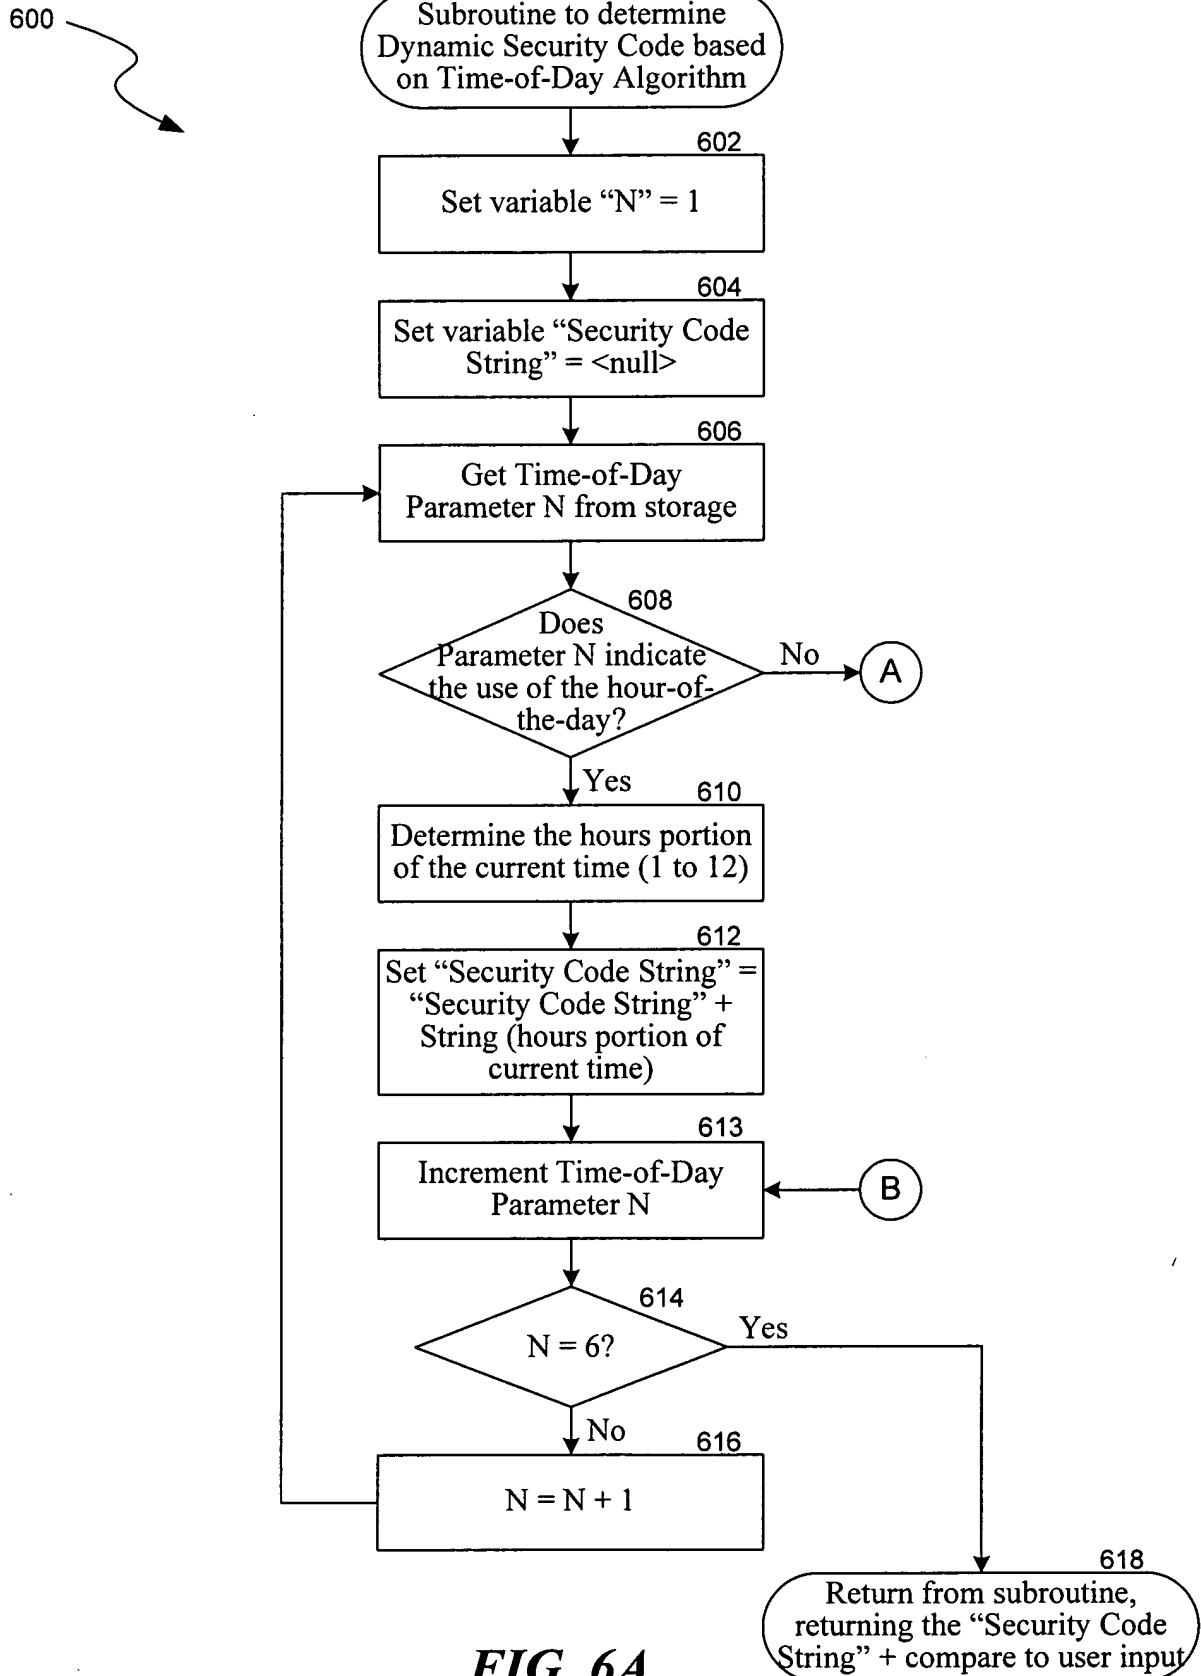 600
Subroutine to determine
Dynamic Security Code based
on Time-of-Day Algorithm
602
Set variable “N” = 1
604
Set variable “Security Code
String” = <null>
606
Get Time-of-Day
Parameter N from storage
608
Does
Parameter N indicate
the use of the hour-of-
the-day?
No
A
Yes
610
Determine the hours portion
of the current time (1 to 12)
612
Set “Security Code String” =
“Security Code String” +
String (hours portion of
current time)
613
Increment Time-of-Day
Parameter N
B
614
N = 6?
Yes
No
616
N = N + 1
618
Return from subroutine,
returning the “Security Code
String” + compare to user input
FIG. 6A